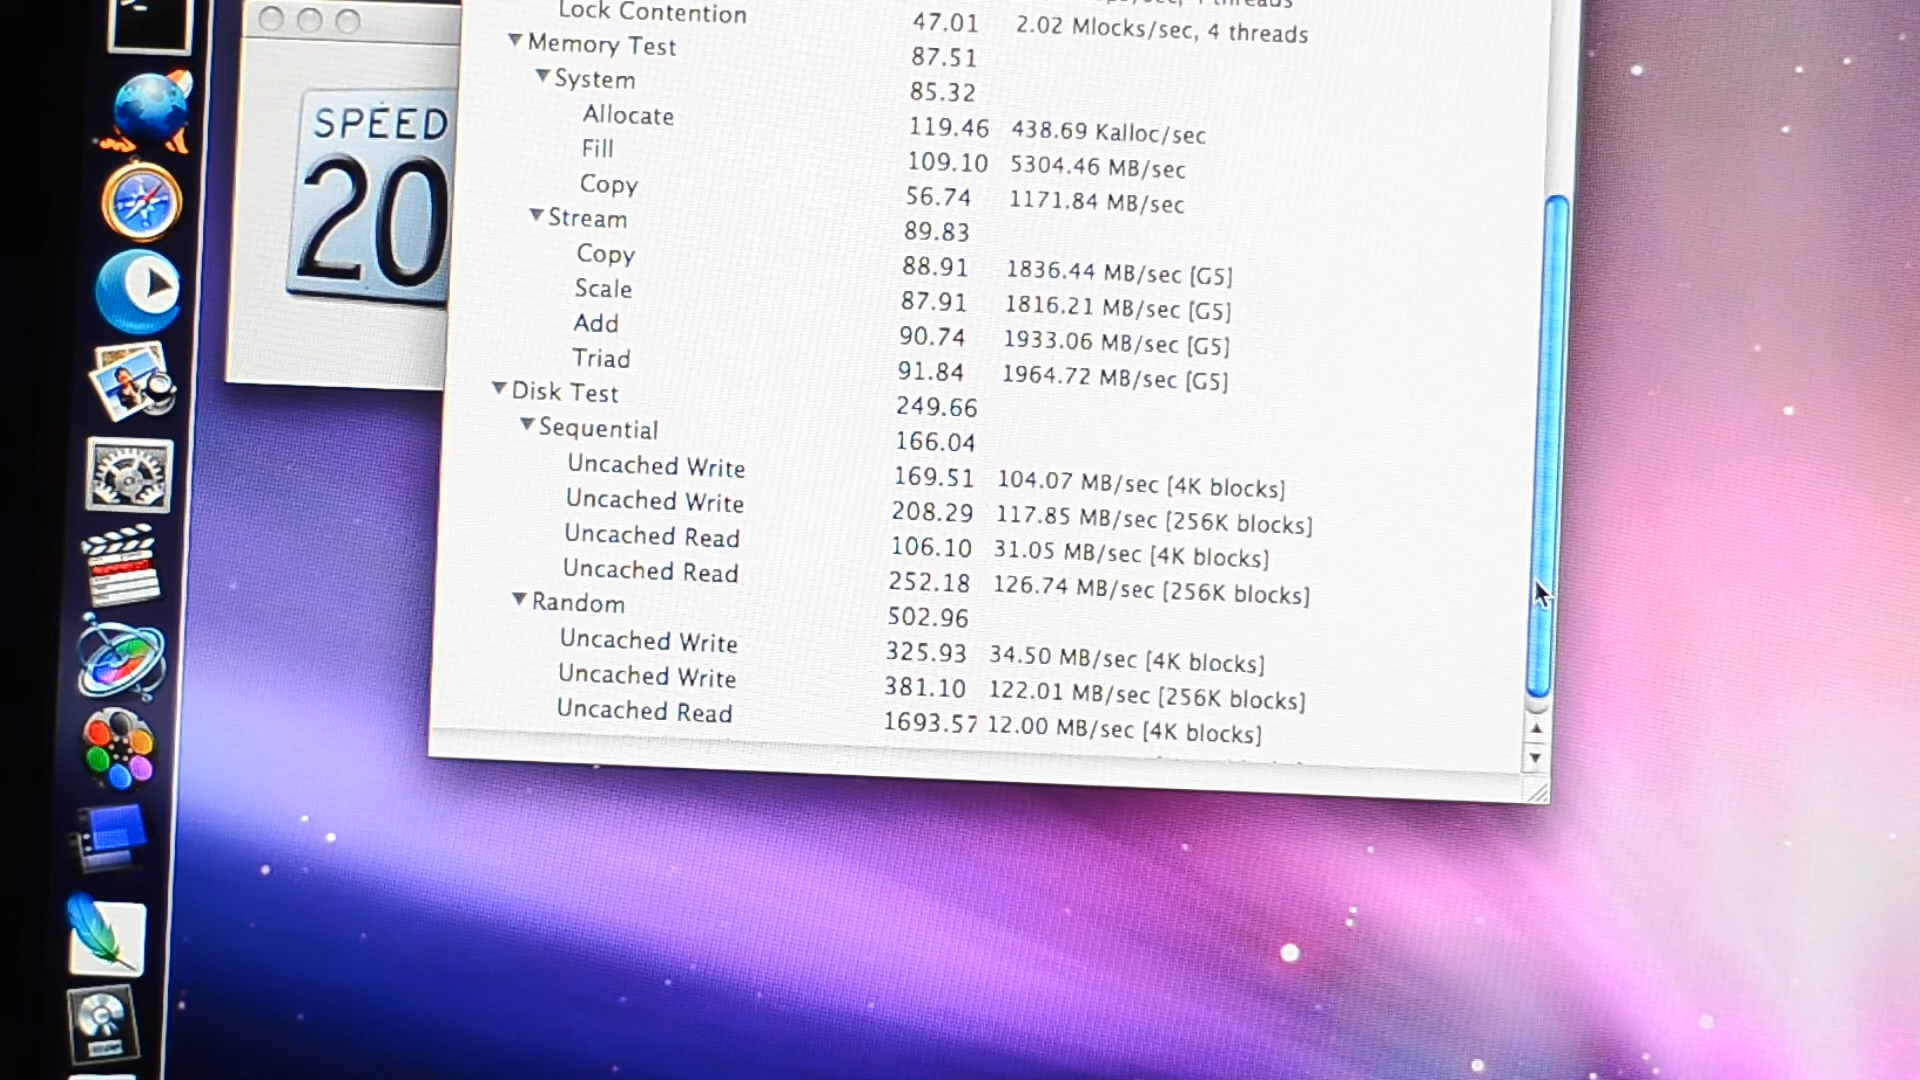 Lock Contention 47.01 2.02 Mlocks/sec, 4 threads
Memory Test 87.51
System 85.32
Allocate 119.46 438.69 Kalloc/sec
Fill 109.10 5304.46 MB/sec
Copy 56.74 1171.84 MB/sec
Stream 89.83
Copy 88.91 1836.44 MB/sec [G5]
Scale 87.91 1816.21 MB/sec [G5]
Add 90.74 1933.06 MB/sec [G5]
Triad 91.84 1964.72 MB/sec [G5]
Disk Test 249.66
Sequential 166.04
Uncached Write 169.51 104.07 MB/sec [4K blocks]
Uncached Write 208.29 117.85 MB/sec [256K blocks]
Uncached Read 106.10 31.05 MB/sec [4K blocks]
Uncached Read 252.18 126.74 MB/sec [256K blocks]
Random 502.96
Uncached Write 325.93 34.50 MB/sec [4K blocks]
Uncached Write 381.10 122.01 MB/sec [256K blocks]
Uncached Read 1693.57 12.00 MB/sec [4K blocks]
SPEED
20